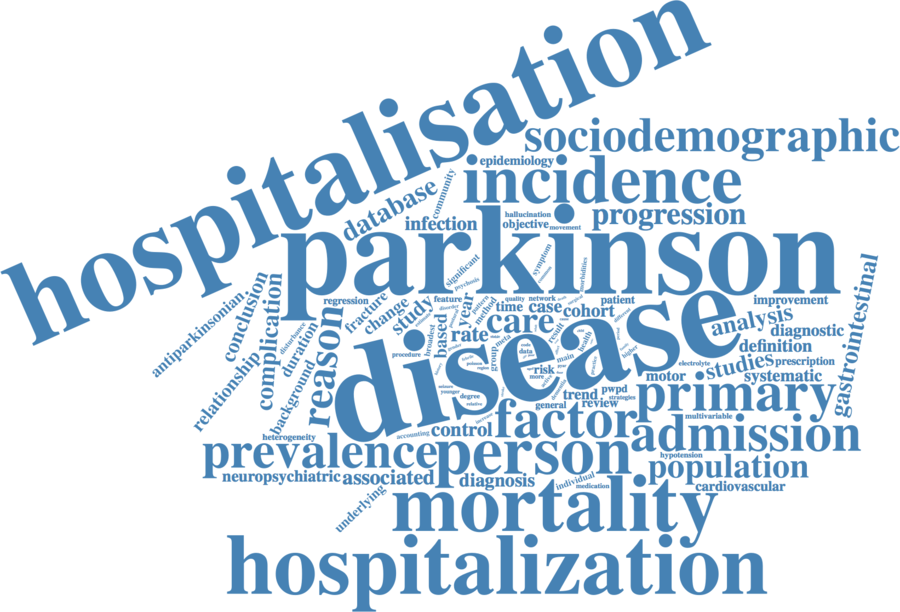 hospitalisation
sociodemographic
epidemiology
incidence
community
database
hallucination
progression
infection
objective
movement
parkinson
significant
symptom
psychosis
antiparkinsonian
conclusion
complication
regression
fracture
change
study
feature
year
method
pattern
quality
network
time
case
cohort
patient
improvement
gastrointestinal
disease
relationship
disturbance
duration
background
reason
based
broadest
rate
care
meta
group
result
health
analysis
diagnostic
definition
studies
prescription
electrolyte
procedure
data
main
risk
more
higher
motor
systematic
primary
younger
degree
trend
pwpd
strategies
general
review
factor
multivariable
heterogeneity
accounting
control
admission
prevalence
person
hypotension
population
neuropsychiatric
associated
diagnosis
individual
medication
cardiovascular
underlying
mortality
hospitalization